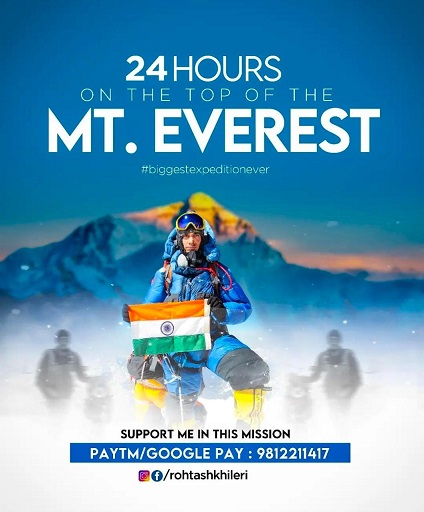 24 HOURS
ON THE TOP OF THE
MT. EVEREST
#biggestexpeditionever
SUPPORT ME IN THIS MISSION
PAYTM/GOOGLE PAY : 9812211417
/rohtashkhileri